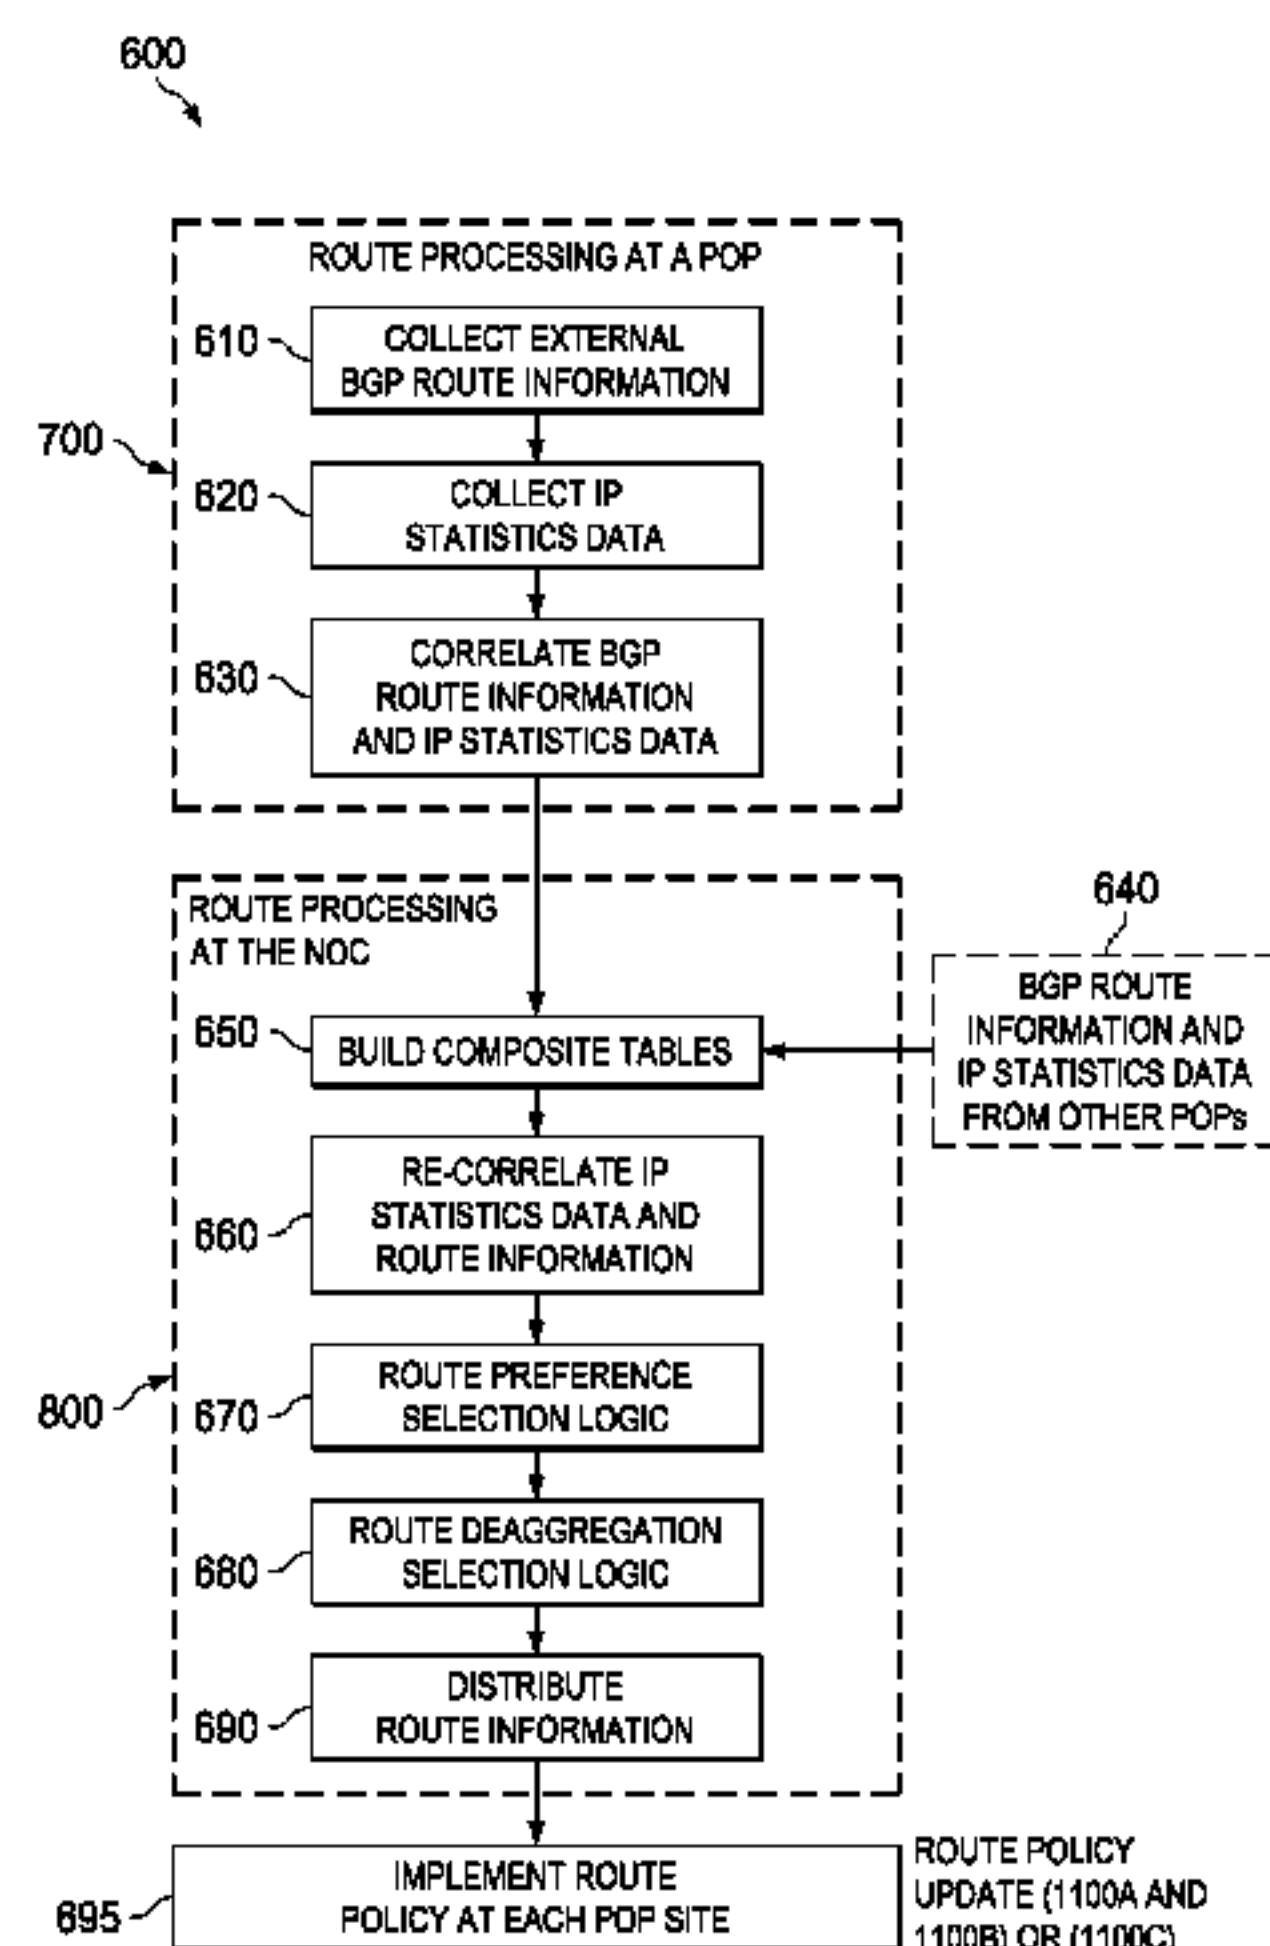 600
ROUTE PROCESSING AT A POP
610
COLLECT EXTERNAL
BGP ROUTE INFORMATION
700
620
COLLECT IP
STATISTICS DATA
630
CORRELATE BGP
ROUTE INFORMATION
AND IP STATISTICS DATA
ROUTE PROCESSING
AT THE NOC
640
BGP ROUTE
INFORMATION AND
IP STATISTICS DATA
FROM OTHER POPs
650
BUILD COMPOSITE TABLES
660
RE-CORRELATE IP
STATISTICS DATA AND
ROUTE INFORMATION
800
670
ROUTE PREFERENCE
SELECTION LOGIC
680
ROUTE DEAGGREGATION
SELECTION LOGIC
690
DISTRIBUTE
ROUTE INFORMATION
695
IMPLEMENT ROUTE
POLICY AT EACH POP SITE
ROUTE POLICY
UPDATE (1100A AND
1100B) OR (1100C)